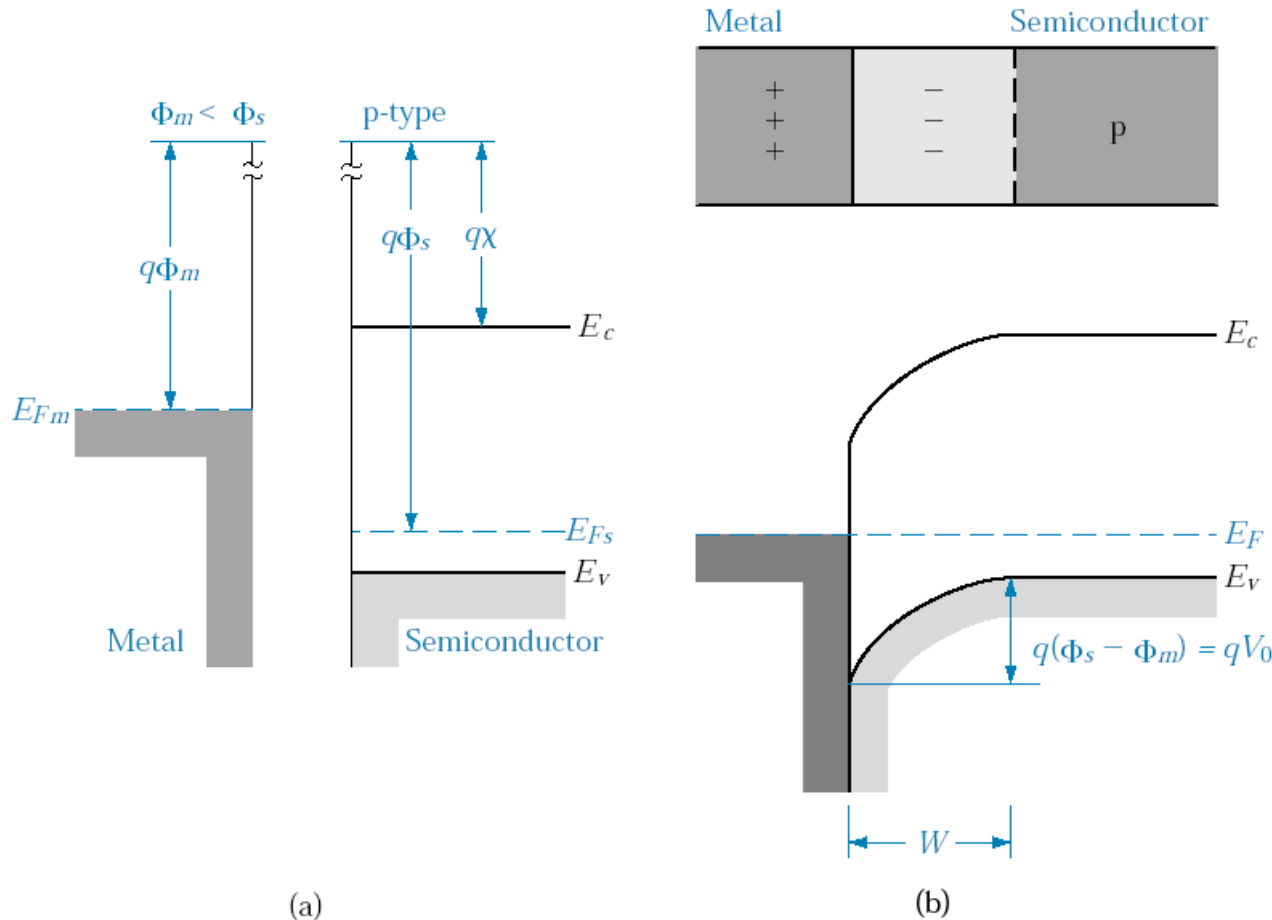 Φm < Φs
p-type
qΦm
qΦs
qχ
Ec
EFm
EFs
Ev
Metal
Semiconductor
(a)
Metal
Semiconductor
+ −
+ −
+ −
p
Ec
EF
Ev
q(Φs − Φm) = qV0
W
(b)